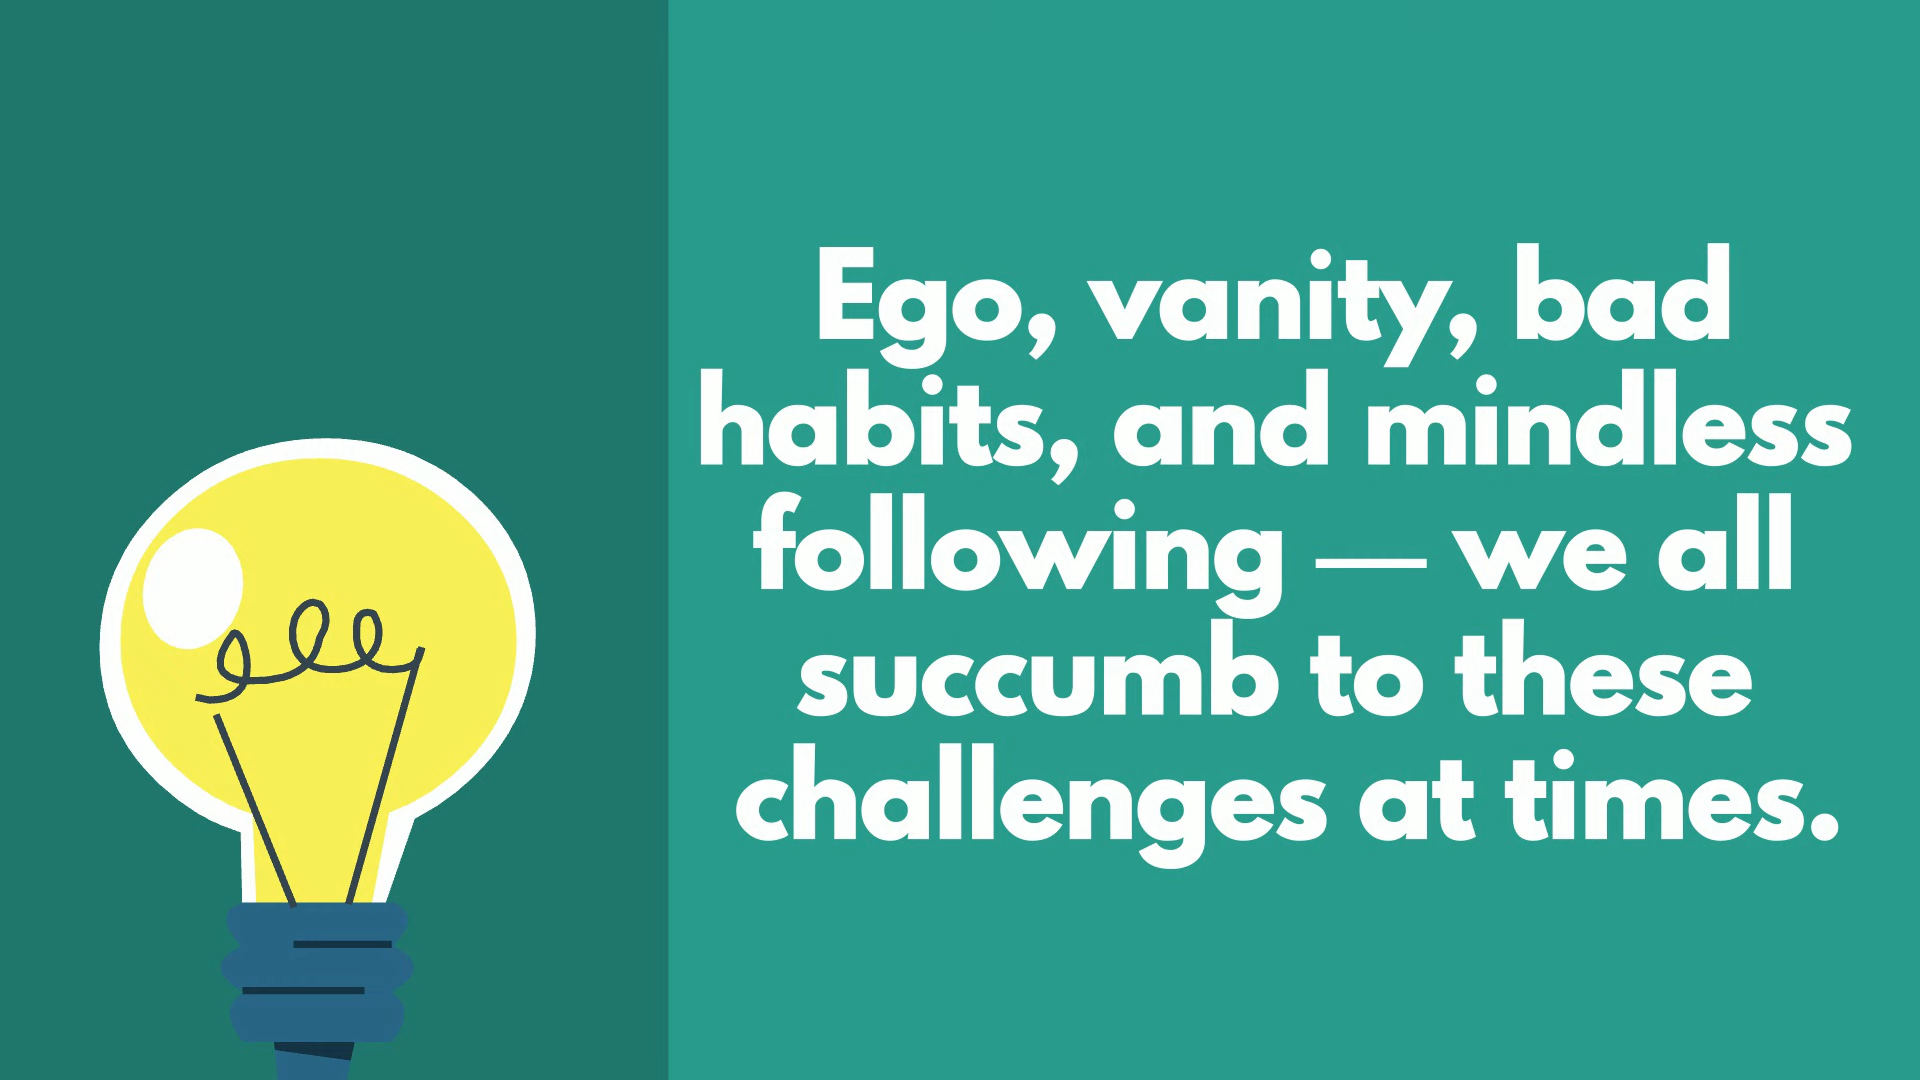 Ego, vanity, bad
habits, and mindless
following — we all
succumb to these
challenges at times.